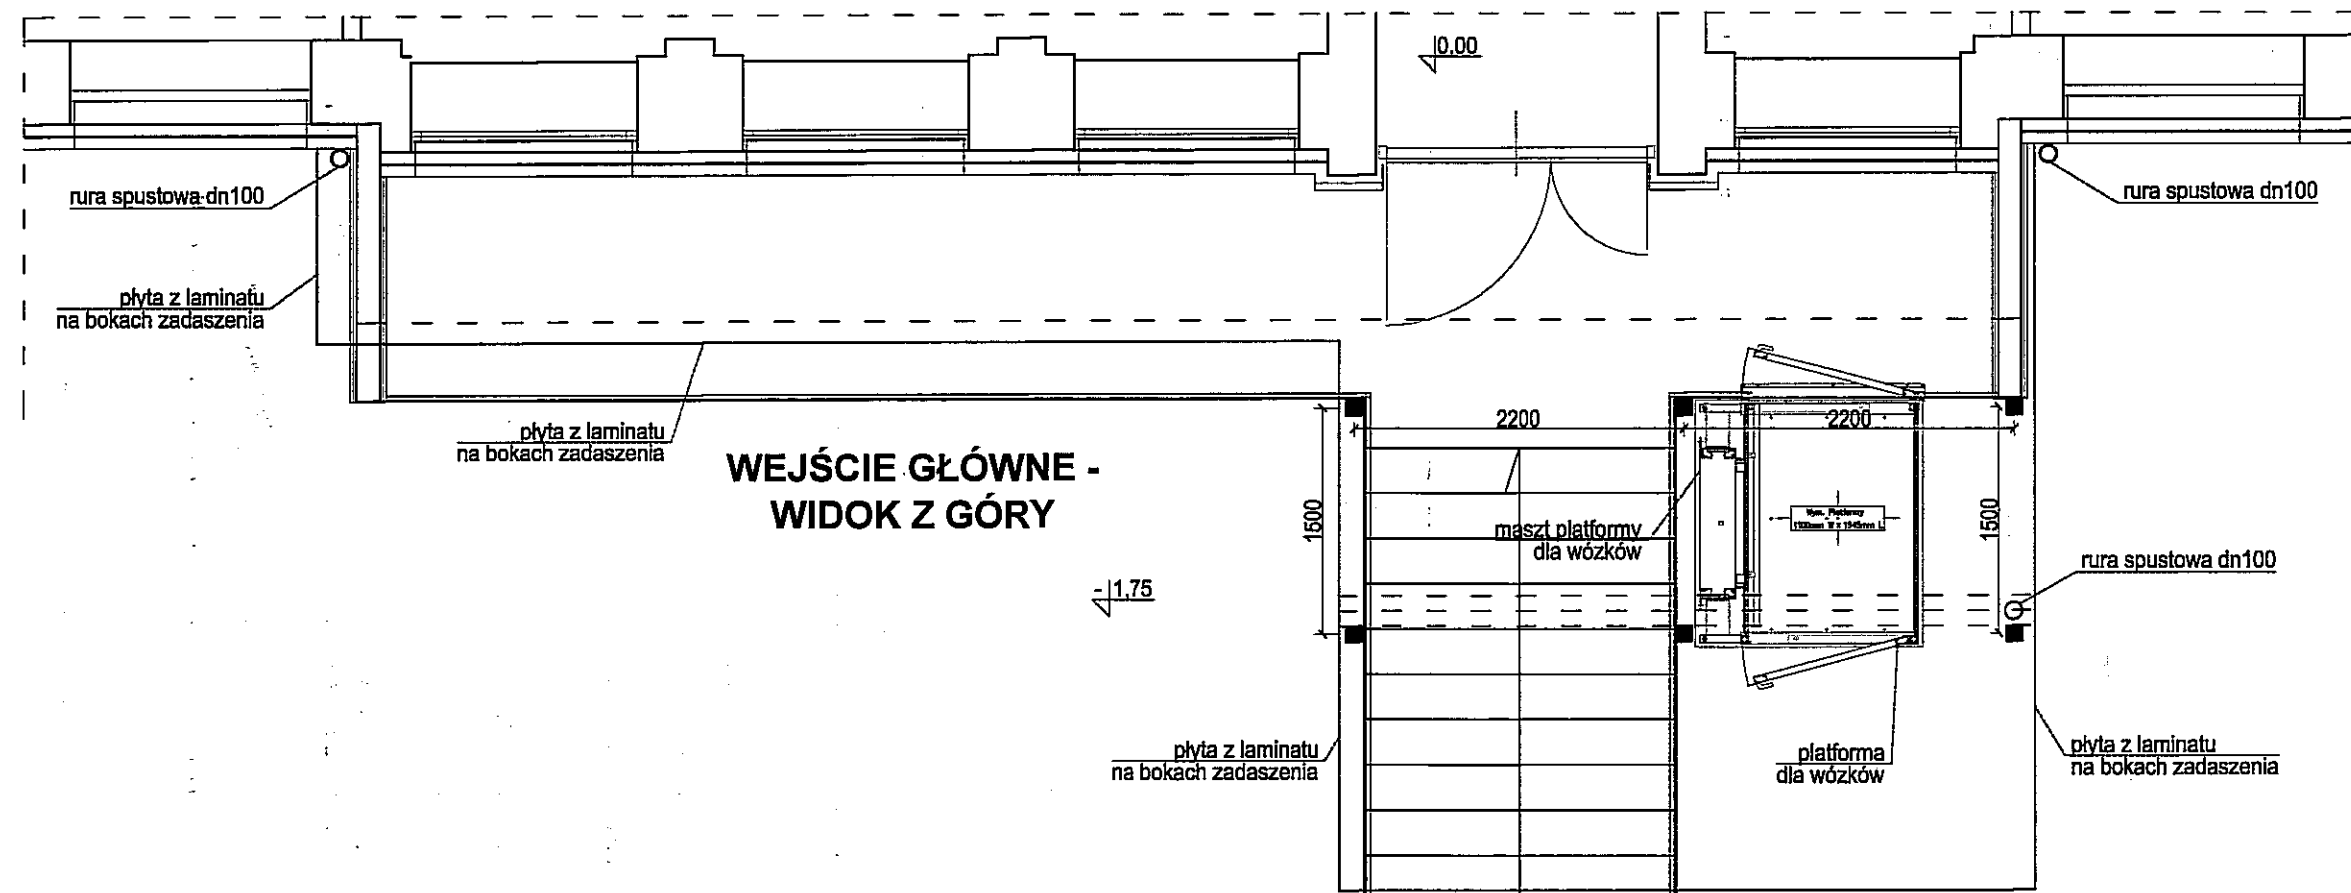 0.00
rura spustowa dn100
rura spustowa dn100
płyta z laminatu
na bokach zadaszenia
płyta z laminatu
na bokach zadaszenia
2200
2200
WEJŚCIE GŁÓWNE -
WIDOK Z GÓRY
1500
maszt platformy
dla wózków
Wym. Platformy
1500
rura spustowa dn100
- 1,75
płyta z laminatu
na bokach zadaszenia
platforma
dla wózków
płyta z laminatu
na bokach zadaszenia